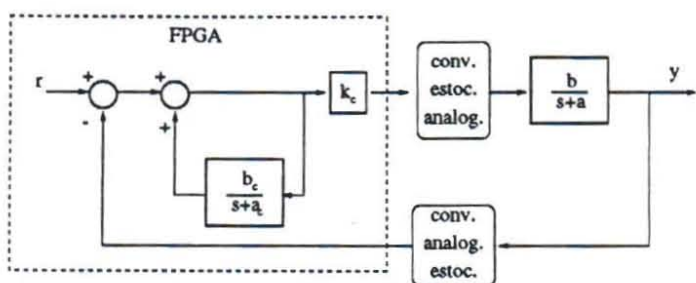 FPGA
r
+
-
+
+
k_c
conv.
estoc.
analog.
b
s+a
y
b_c
s+a_c
conv.
analog.
estoc.